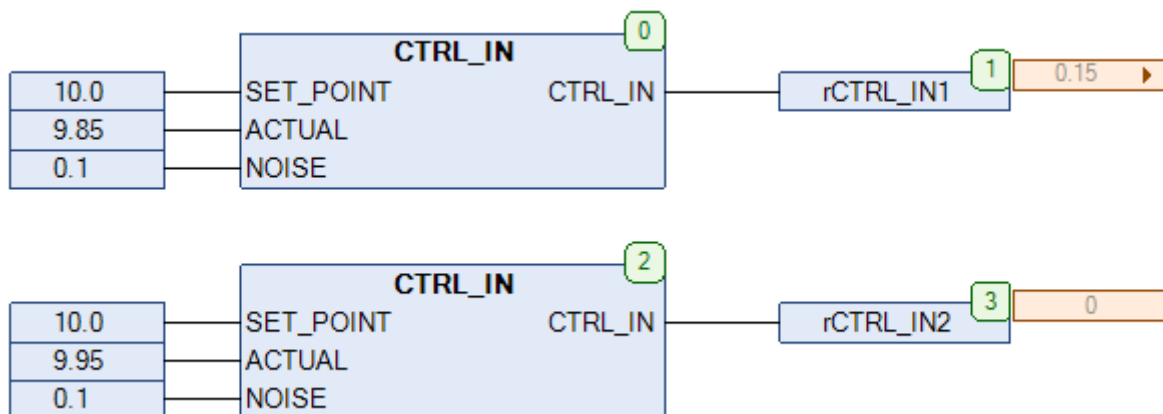 0
CTRL_IN
10.0 SET_POINT CTRL_IN rCTRL_IN1 1 0.15
9.85 ACTUAL
0.1 NOISE
2
CTRL_IN
10.0 SET_POINT CTRL_IN rCTRL_IN2 3 0
9.95 ACTUAL
0.1 NOISE